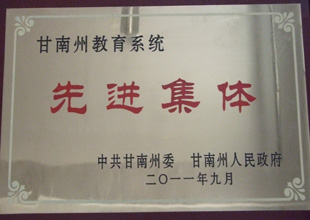 甘南州教育系统
先进集体
中共甘南州委 甘南州人民政府
二〇一一年九月